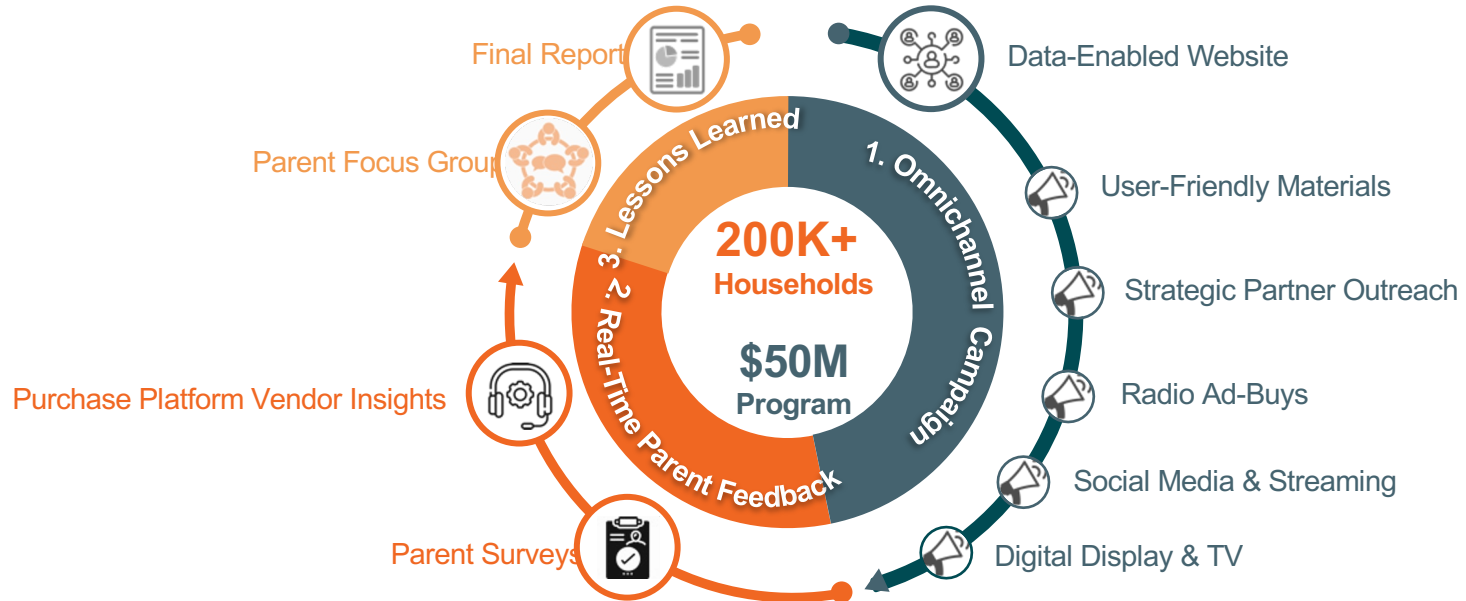 Final Report
Parent Focus Group
Purchase Platform Vendor Insights
Parent Surveys
3. Lessons Learned
2. Real-Time Parent Feedback
1. Omnichannel Campaign
200K+
Households
$50M
Program
Data-Enabled Website
User-Friendly Materials
Strategic Partner Outreach
Radio Ad-Buys
Social Media & Streaming
Digital Display & TV